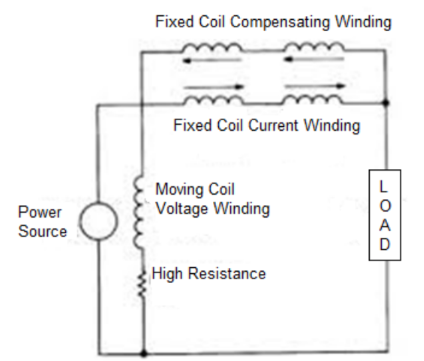 Fixed Coil Compensating Winding
Fixed Coil Current Winding
Moving Coil
Voltage Winding
Power
Source
High Resistance
L
O
A
D